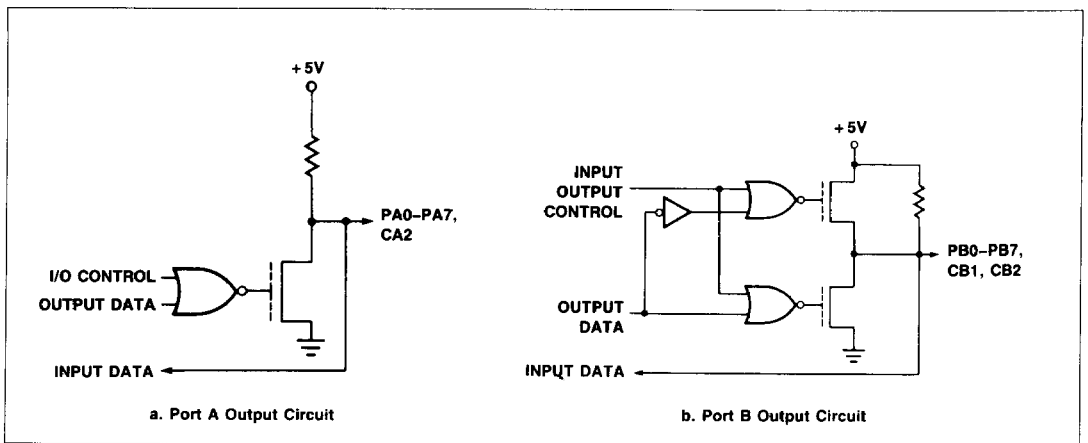 +5V
PA0-PA7,
CA2
I/O CONTROL
OUTPUT DATA
INPUT DATA
a. Port A Output Circuit
+5V
INPUT
OUTPUT
CONTROL
PB0-PB7,
CB1, CB2
OUTPUT
DATA
INPUT DATA
b. Port B Output Circuit